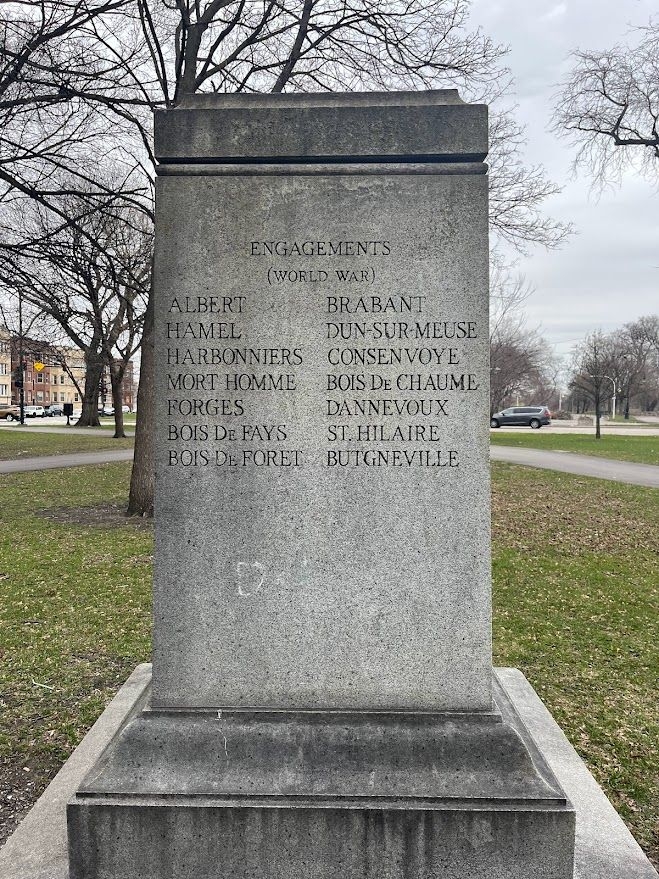 ENGAGEMENTS
(WORLD WAR)
ALBERT BRABANT
HAMEL DUN-SUR-MEUSE
HARBONNIERS CONSENVOYE
MORT HOMME BOIS DE CHAUME
FORGES DANNEVOUX
BOIS DE FAYS ST. HILAIRE
BOIS DE FORET BUTGNEVILLE